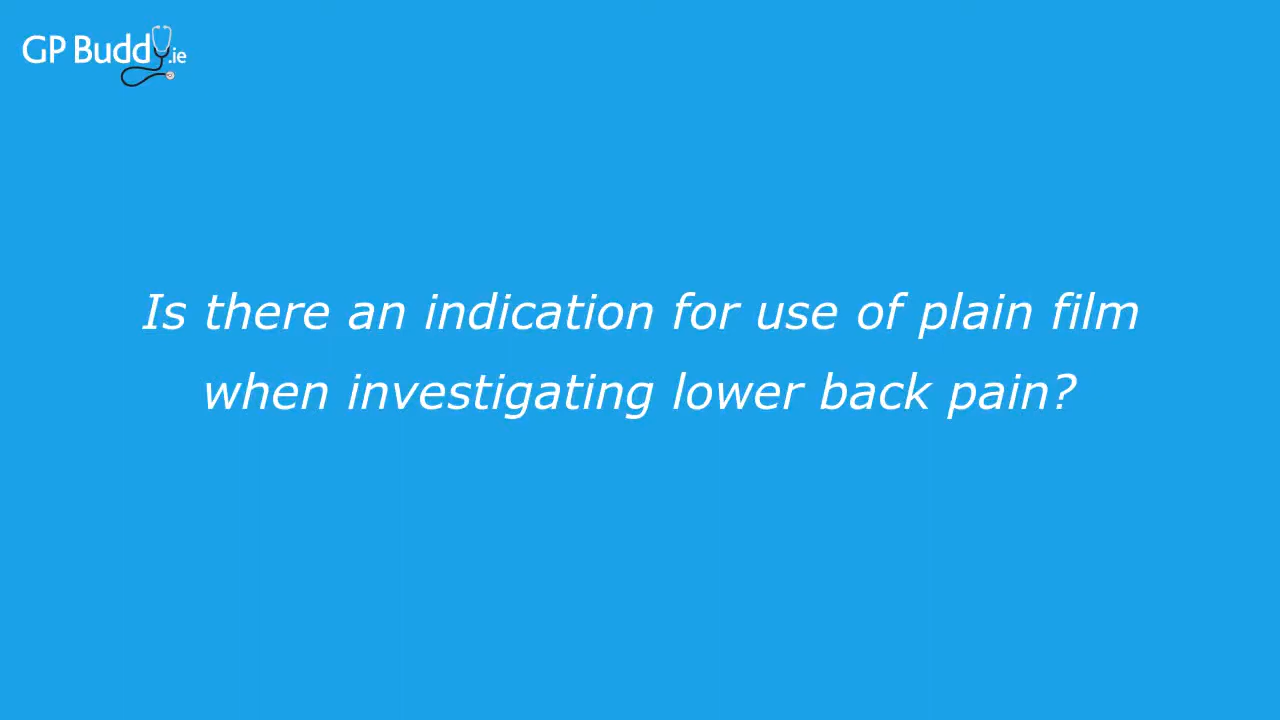 GP Buddy.ie
Is there an indication for use of plain film
when investigating lower back pain?